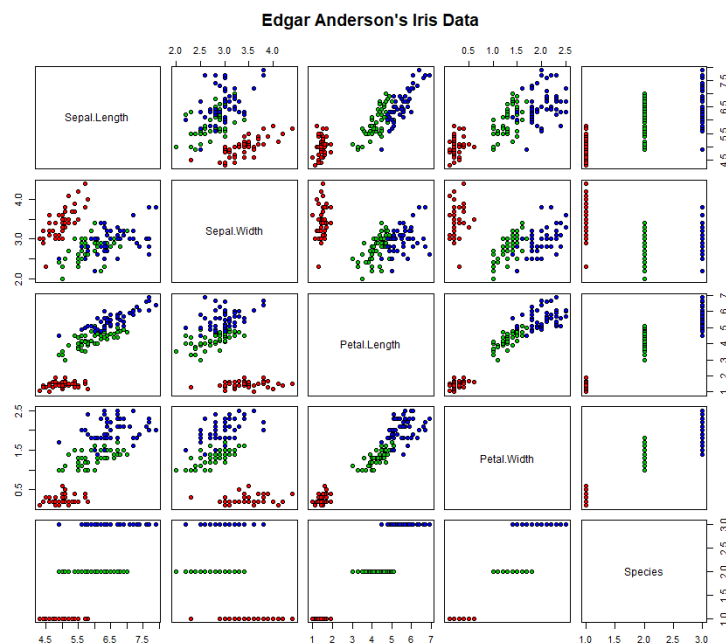 Edgar Anderson's Iris Data
2.0 2.5 3.0 3.5 4.0
0.5 1.5 2.5
Sepal.Length
4.5 5.5 6.5 7.5
2.0 3.0 4.0
Sepal.Width
Petal.Length
1 2 3 4 5 6 7
0.5 1.5 2.5
Petal.Width
Species
1.0 1.5 2.0 2.5 3.0
4.5 5.5 6.5 7.5
1 2 3 4 5 6 7
1.0 1.5 2.0 2.5 3.0